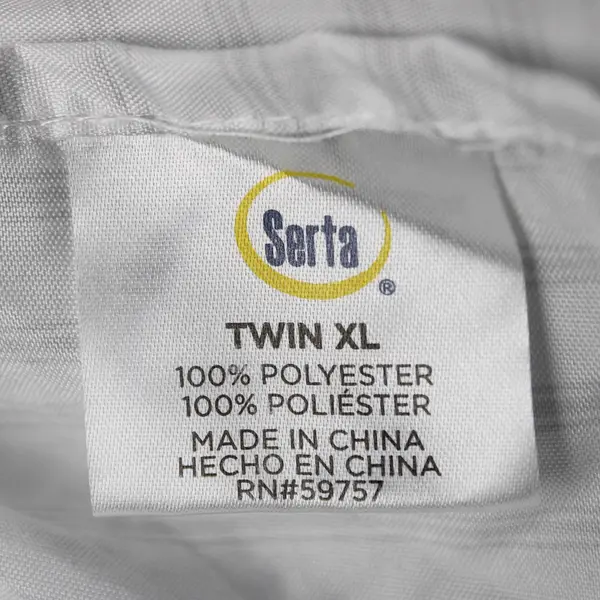 Serta®
TWIN XL
100% POLYESTER
100% POLIÉSTER
MADE IN CHINA
HECHO EN CHINA
RN#59757